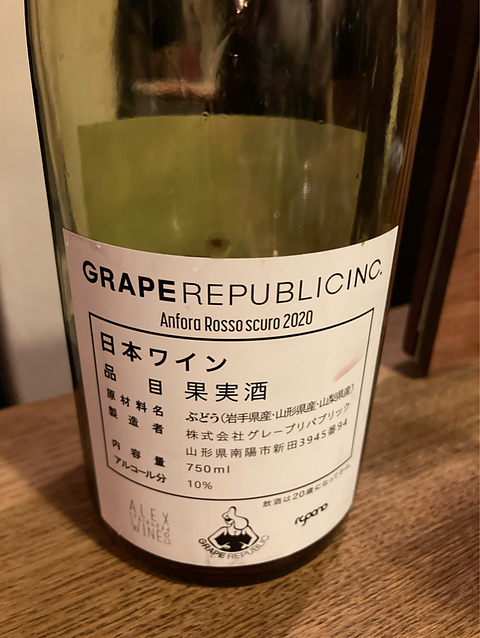 GRAPEREPUBLICINC.
Anfora Rosso scuro 2020
日本ワイン
品目 果実酒
原材料名 ぶどう(岩手県産・山形県産・山梨県産)
製造者 株式会社グレープリパブリック
山形県南陽市新田3945番94
内容量 750ml
アルコール分 10%
飲酒は20歳になってから。
ALEX
WINES
GRAPE REPUBLIC